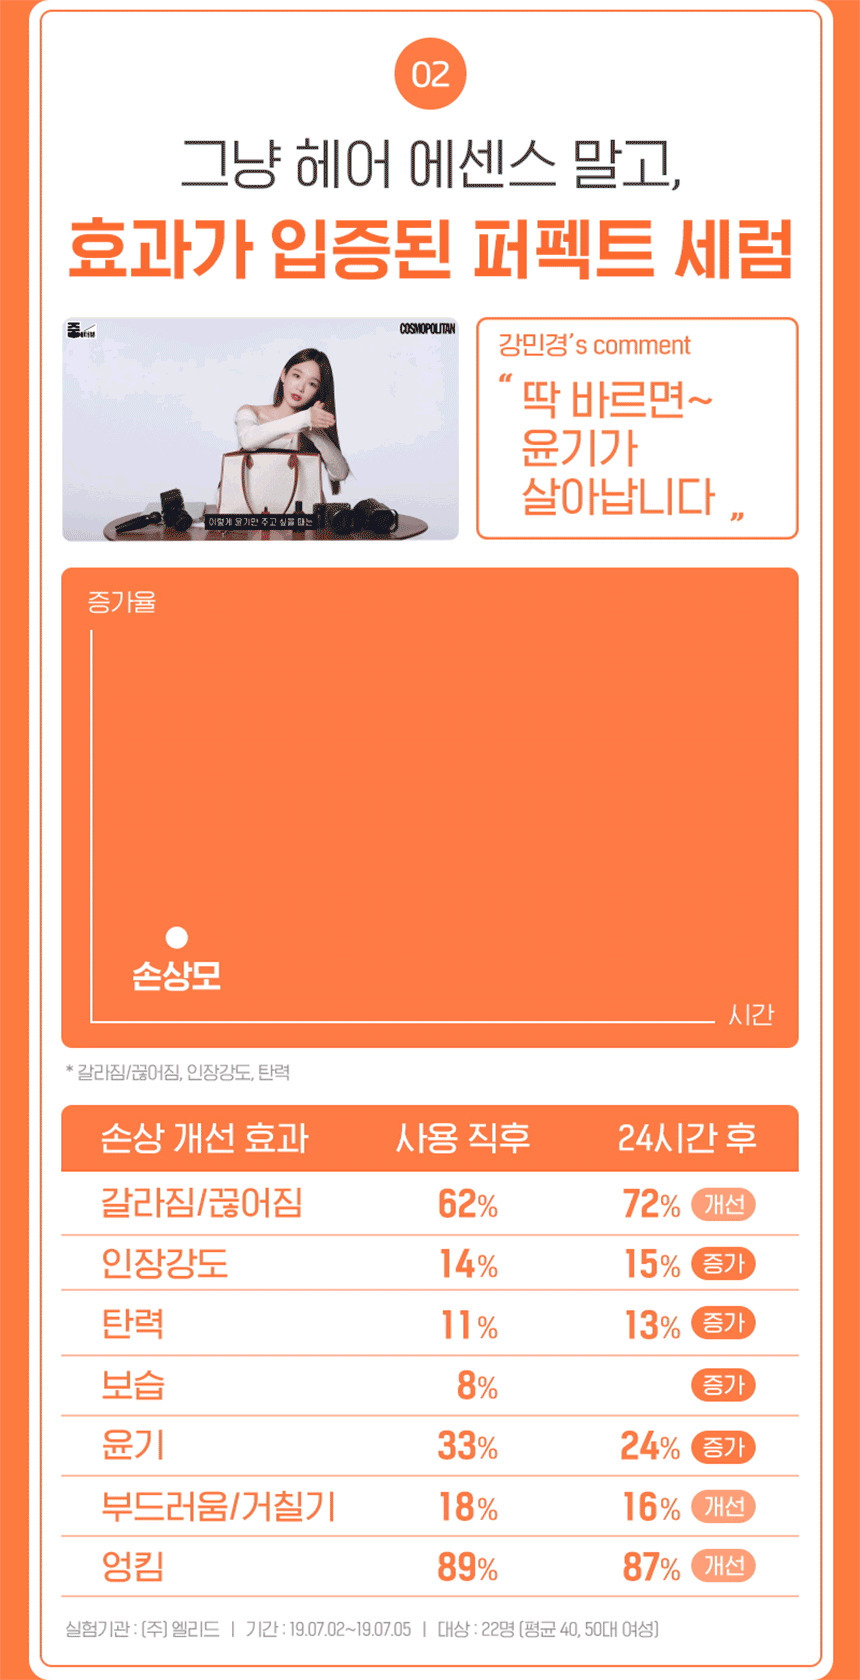 02
그냥 헤어 에센스 말고,
효과가 입증된 퍼펙트 세럼
COSMOPOLITAN
이렇게 윤기만 주고 싶을 때는
강민경's comment
“ 딱 바르면~
윤기가
살아납니다 „
증가율
손상모
시간
* 갈라짐/끊어짐, 인장강도, 탄력
손상 개선 효과 사용 직후 24시간 후
갈라짐/끊어짐 62% 72% 개선
인장강도 14% 15% 증가
탄력 11% 13% 증가
보습 8% 증가
윤기 33% 24% 증가
부드러움/거칠기 18% 16% 개선
엉킴 89% 87% 개선
실험기관 : (주) 엘리드 | 기간 : 19.07.02~19.07.05 | 대상 : 22명 (평균 40, 50대 여성)